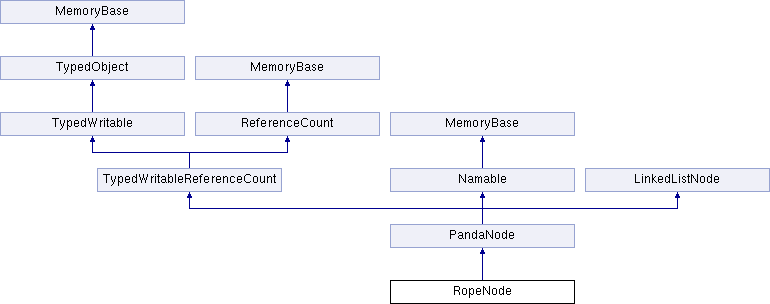 MemoryBase
TypedObject
MemoryBase
TypedWritable
ReferenceCount
MemoryBase
TypedWritableReferenceCount
Namable
LinkedListNode
PandaNode
RopeNode